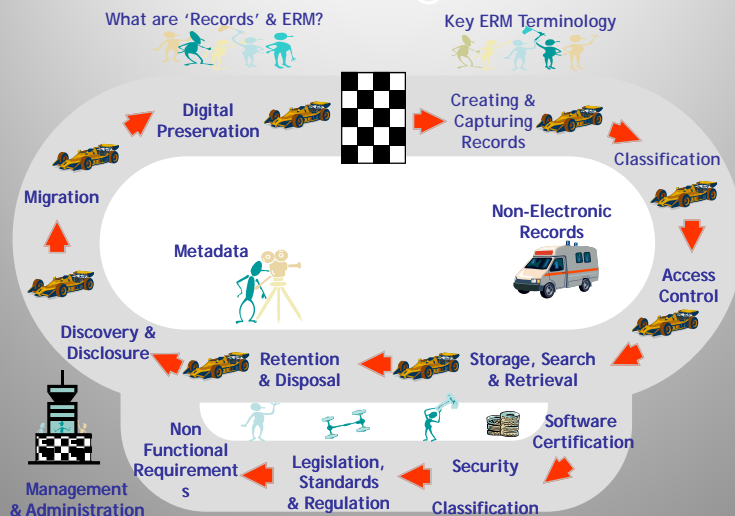 What are ‘Records’ & ERM?
Key ERM Terminology
Digital
Preservation
Creating &
Capturing
Records
Classification
Migration
Non-Electronic
Records
Metadata
Access
Control
Discovery &
Disclosure
Retention
& Disposal
Storage, Search
& Retrieval
Non
Functional
Requirement
s
Legislation,
Standards
& Regulation
Security
Classification
Software
Certification
Management
& Administration